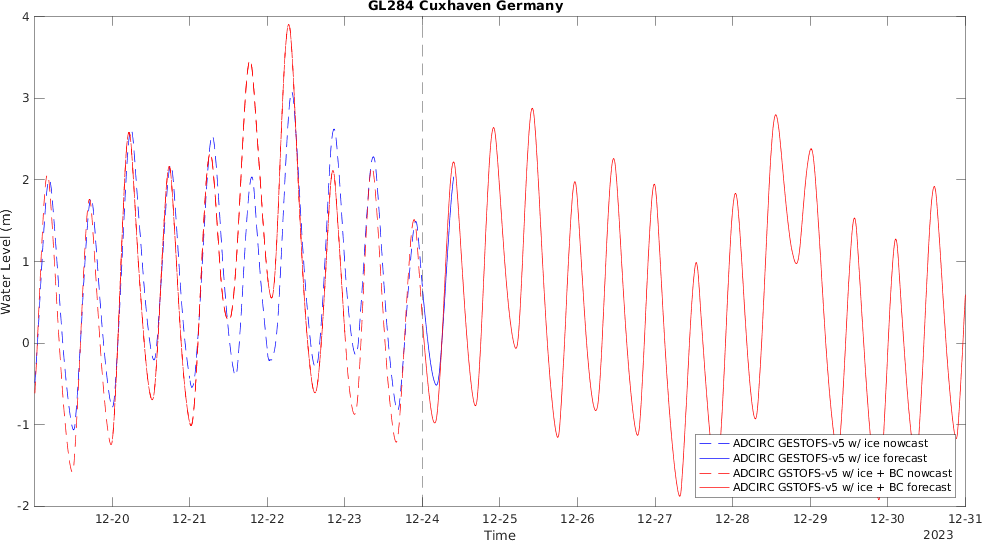 GL284 Cuxhaven Germany
4
3
2
1
0
-1
-2
Water Level (m)
ADCIRC GESTOFS-v5 w/ ice nowcast
ADCIRC GESTOFS-v5 w/ ice forecast
ADCIRC GSTOFS-v5 w/ ice + BC nowcast
ADCIRC GSTOFS-v5 w/ ice + BC forecast
12-20 12-21 12-22 12-23 12-24 12-25 12-26 12-27 12-28 12-29 12-30 12-31
Time
2023